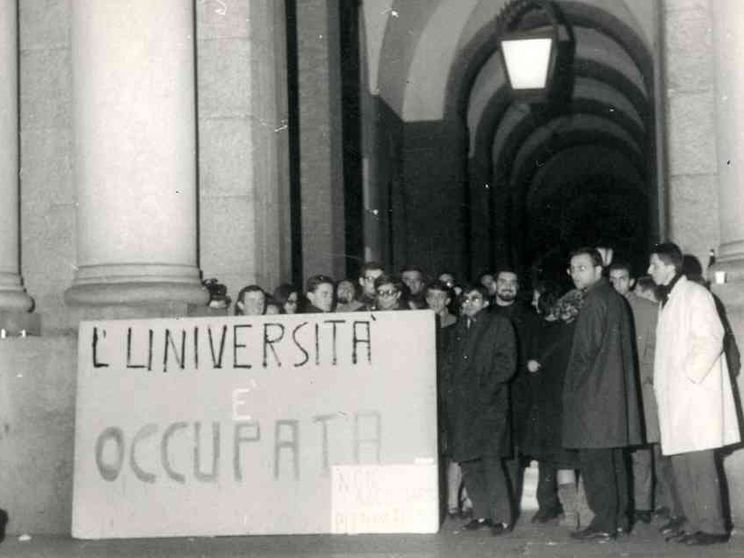 L'UNIVERSITÀ
È
OCCUPATA